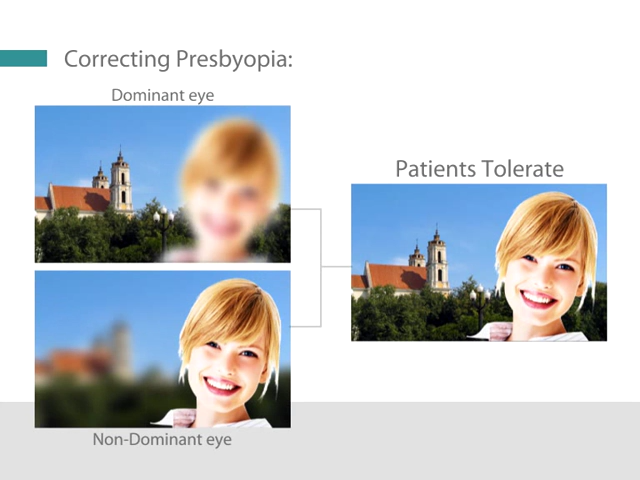 Correcting Presbyopia:
Dominant eye
Patients Tolerate
Non-Dominant eye